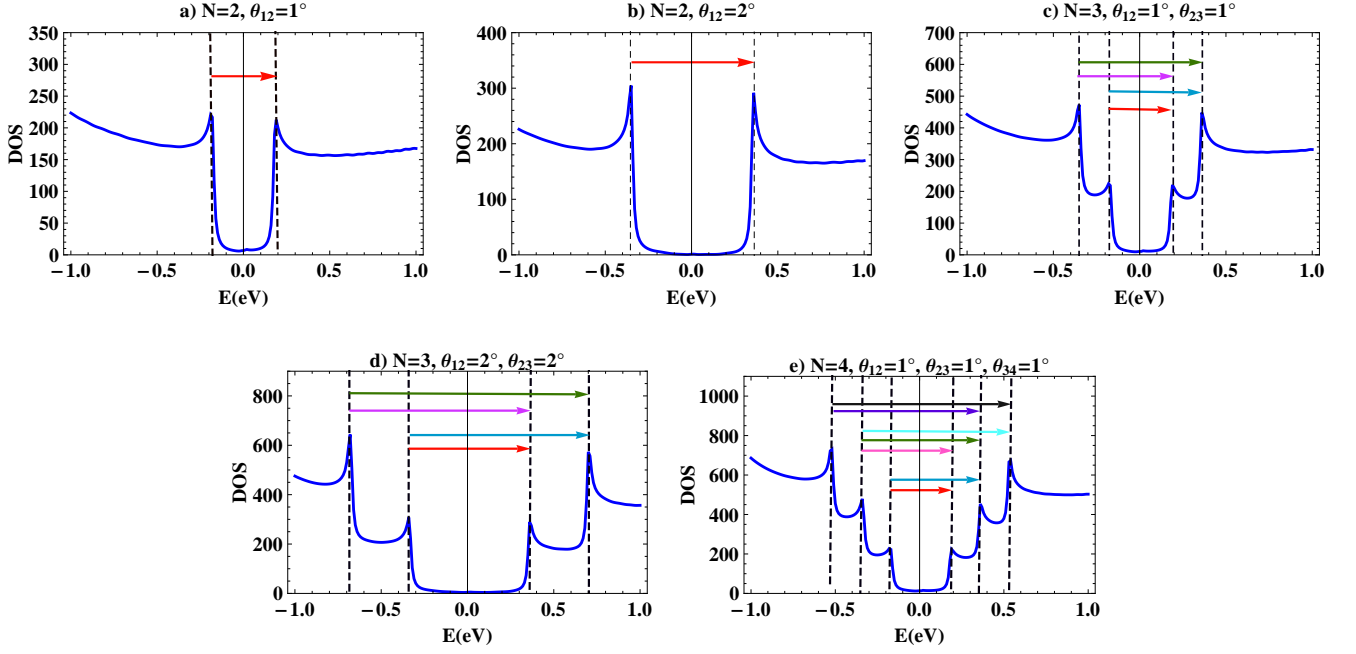 a) N=2, θ12=1°
350
300
250
200
150
100
50
0
DOS
−1.0 −0.5 0.0 0.5 1.0
E(eV)
b) N=2, θ12=2°
400
300
200
100
0
DOS
−1.0 −0.5 0.0 0.5 1.0
E(eV)
c) N=3, θ12=1°, θ23=1°
700
600
500
400
300
200
100
0
DOS
−1.0 −0.5 0.0 0.5 1.0
E(eV)
d) N=3, θ12=2°, θ23=2°
800
600
400
200
0
DOS
−1.0 −0.5 0.0 0.5 1.0
E(eV)
e) N=4, θ12=1°, θ23=1°, θ34=1°
1000
800
600
400
200
0
DOS
−1.0 −0.5 0.0 0.5 1.0
E(eV)